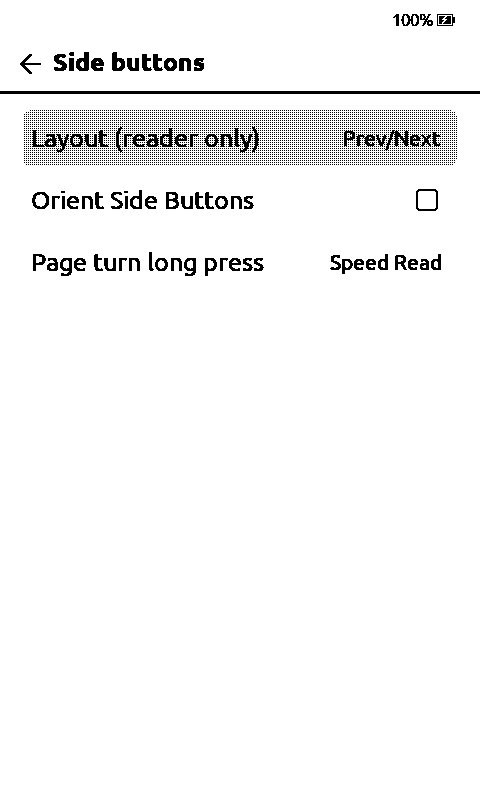 100%
Side buttons
Layout (reader only) Prev/Next
Orient Side Buttons
Page turn long press Speed Read